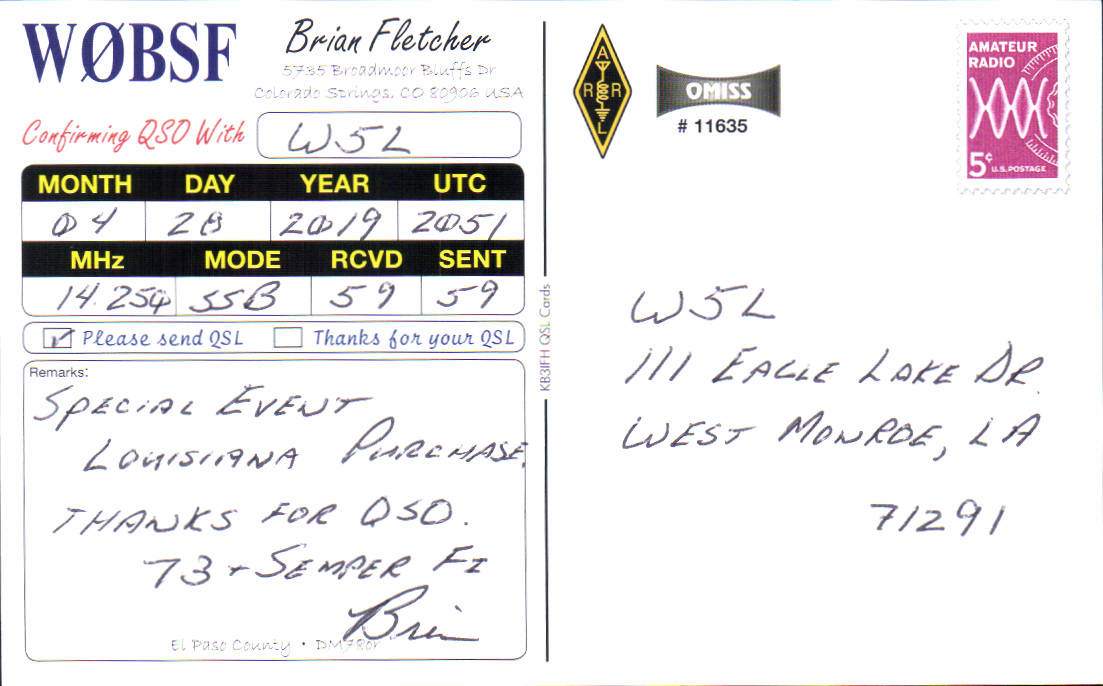 WØBSF
Brian Fletcher
5735 Broadmoor Bluffs Dr
Colorado Springs, CO 80906 USA
Confirming QSO With W5L
MONTH DAY YEAR UTC
04 28 2019 2051
MHz MODE RCVD SENT
14.254 SSB 59 59
Please send QSL Thanks for your QSL
Remarks:
SPECIAL EVENT
LOUISIIANA PURCHASE.
THANKS FOR QSO.
73 + SEMPER FI
Brian
El Paso County • DM78or
KB3IFH QSL Cards
ARRL
OMISS
# 11635
AMATEUR
RADIO
5¢ U.S. POSTAGE
W5L
111 EAGLE LAKE DR.
WEST MONROE, LA
71291